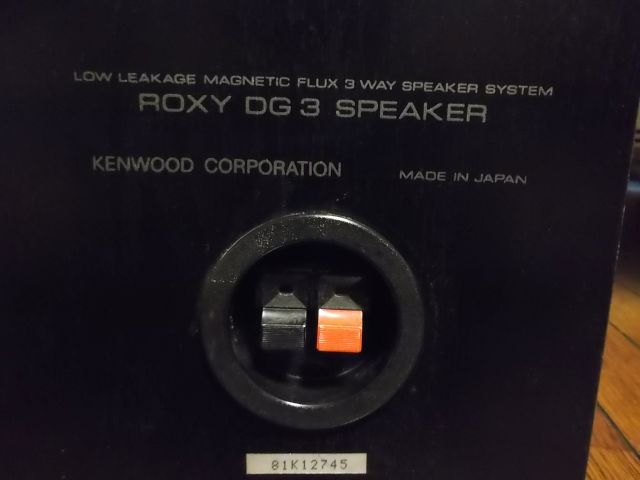 LOW LEAKAGE MAGNETIC FLUX 3 WAY SPEAKER SYSTEM
ROXY DG 3 SPEAKER
KENWOOD CORPORATION MADE IN JAPAN
81K12745